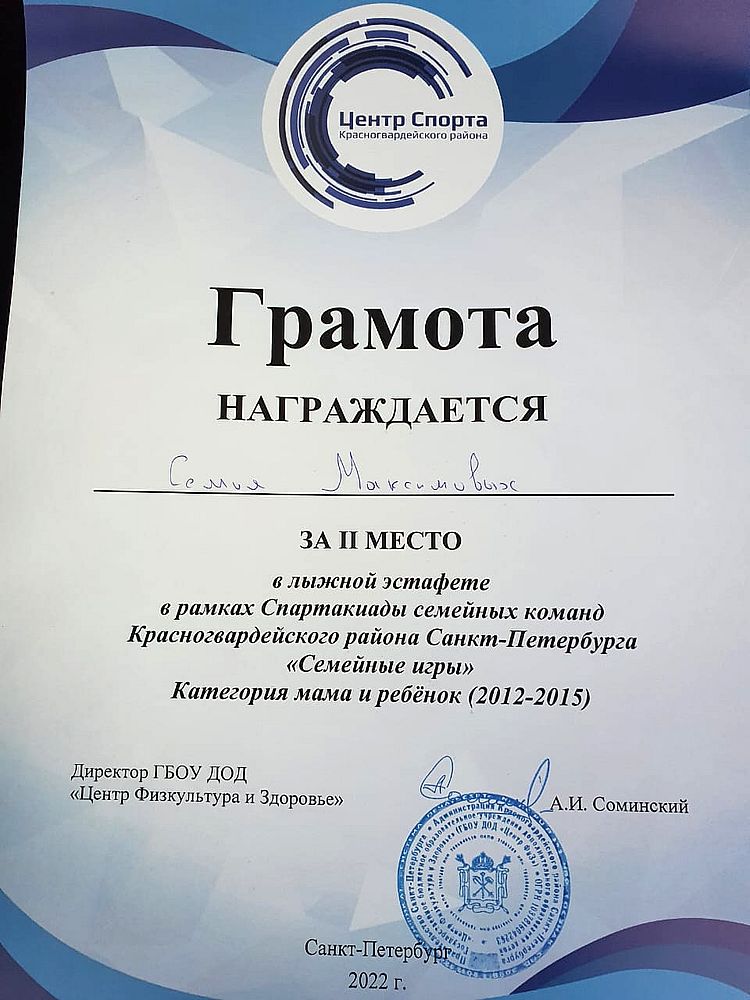 Центр Спорта
Красногвардейского района
Грамота
НАГРАЖДАЕТСЯ
Семья Максимовых
ЗА II МЕСТО
в лыжной эстафете
в рамках Спартакиады семейных команд
Красногвардейского района Санкт-Петербурга
«Семейные игры»
Категория мама и ребёнок (2012-2015)
Директор ГБОУ ДОД
«Центр Физкультура и Здоровье»
А.И. Соминский
Санкт-Петербург
2022 г.